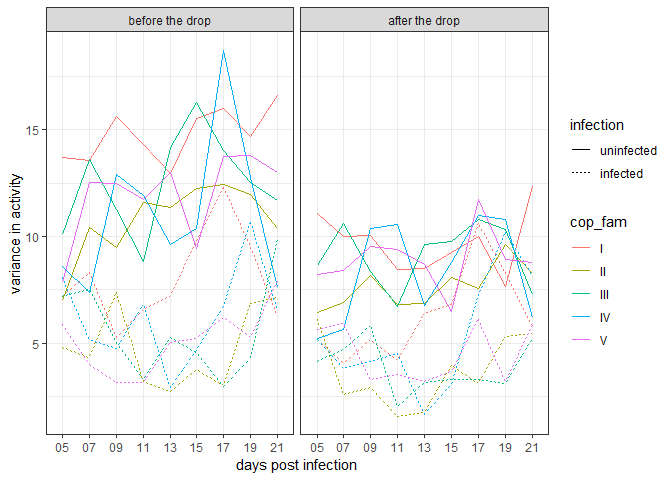 before the drop
after the drop
variance in activity
15
10
5
05 07 09 11 13 15 17 19 21
05 07 09 11 13 15 17 19 21
days post infection
infection
uninfected
infected
cop_fam
I
II
III
IV
V